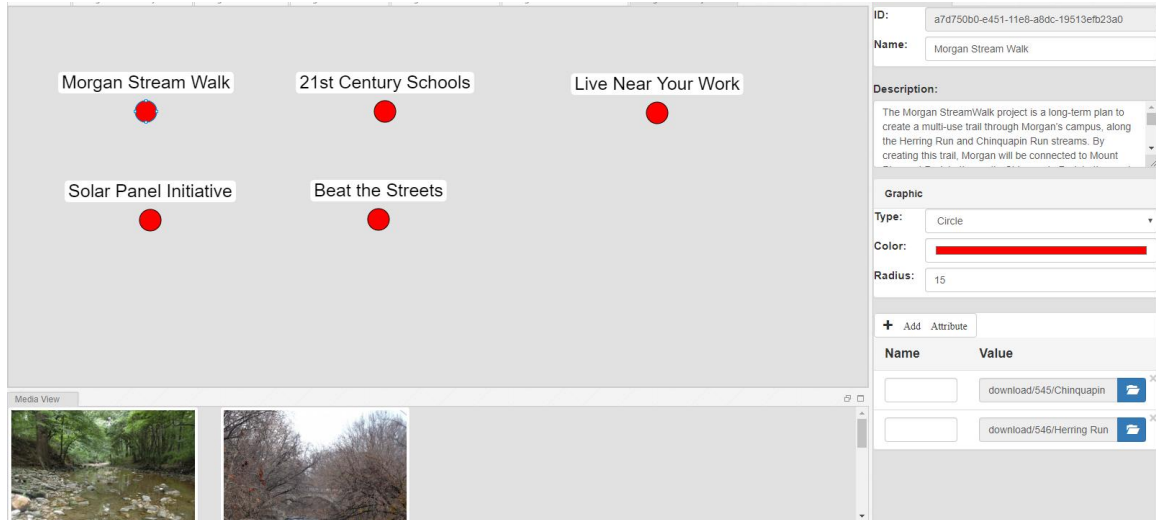 Morgan Stream Walk
21st Century Schools
Live Near Your Work
Solar Panel Initiative
Beat the Streets
Media View
ID:
a7d750b0-e451-11e8-a8dc-19513efb23a0
Name:
Morgan Stream Walk
Description:
The Morgan StreamWalk project is a long-term plan to
create a multi-use trail through Morgan's campus, along
the Herring Run and Chinquapin Run streams. By
creating this trail, Morgan will be connected to Mount
Graphic
Type:
Circle
Color:
Radius:
15
+ Add Attribute
Name Value
download/545/Chinquapin
download/546/Herring Run